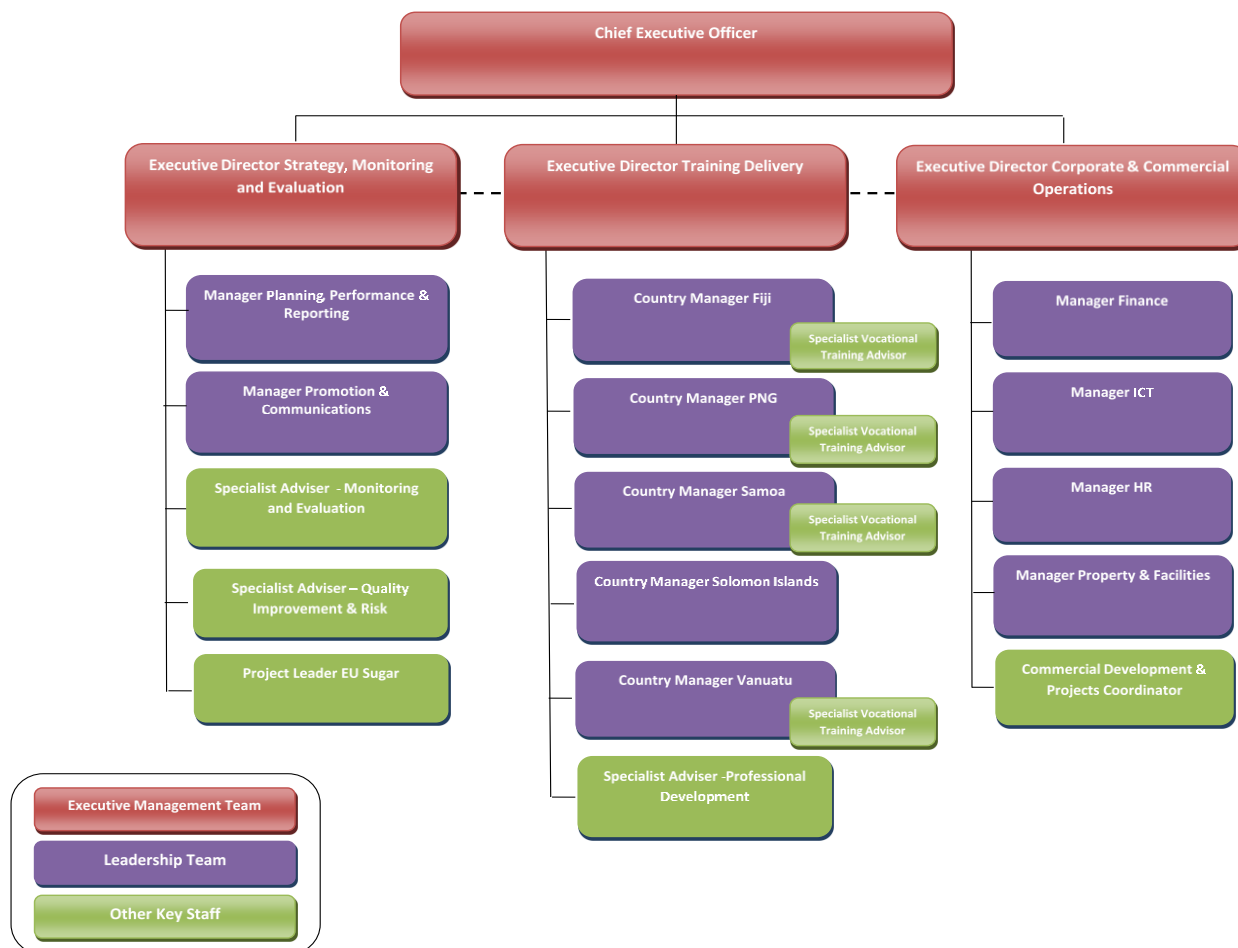 Chief Executive Officer
Executive Director Strategy, Monitoring
and Evaluation
Executive Director Training Delivery
Executive Director Corporate & Commercial
Operations
Manager Planning, Performance &
Reporting
Manager Promotion &
Communications
Specialist Adviser - Monitoring
and Evaluation
Specialist Adviser – Quality
Improvement & Risk
Project Leader EU Sugar
Country Manager Fiji
Specialist Vocational
Training Advisor
Country Manager PNG
Specialist Vocational
Training Advisor
Country Manager Samoa
Specialist Vocational
Training Advisor
Country Manager Solomon Islands
Country Manager Vanuatu
Specialist Vocational
Training Advisor
Specialist Adviser -Professional
Development
Manager Finance
Manager ICT
Manager HR
Manager Property & Facilities
Commercial Development &
Projects Coordinator
Executive Management Team
Leadership Team
Other Key Staff